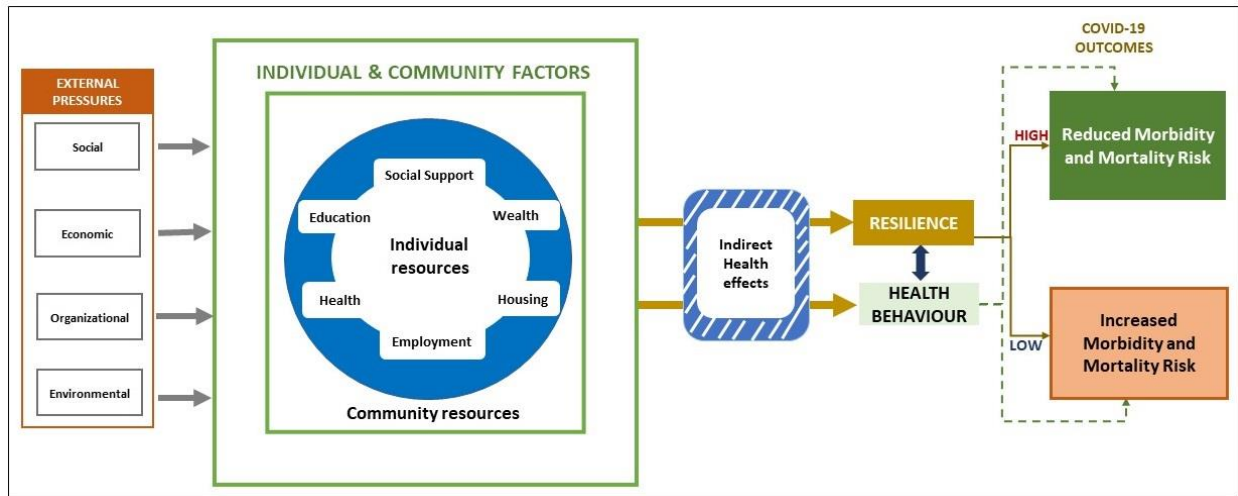 EXTERNAL
PRESSURES
Social
Economic
Organizational
Environmental
INDIVIDUAL & COMMUNITY FACTORS
Social Support
Education
Wealth
Individual
resources
Health
Housing
Employment
Community resources
Indirect
Health
effects
RESILIENCE
HEALTH
BEHAVIOUR
COVID-19
OUTCOMES
HIGH
Reduced Morbidity
and Mortality Risk
LOW
Increased
Morbidity and
Mortality Risk